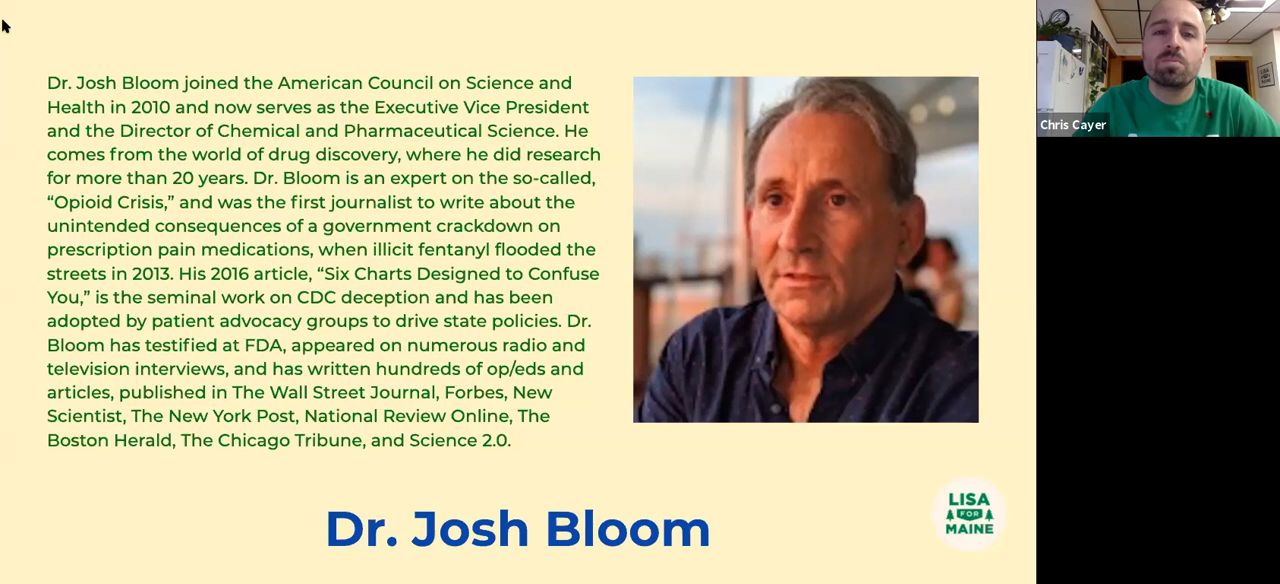 Dr. Josh Bloom joined the American Council on Science and
Health in 2010 and now serves as the Executive Vice President
and the Director of Chemical and Pharmaceutical Science. He
comes from the world of drug discovery, where he did research
for more than 20 years. Dr. Bloom is an expert on the so-called,
“Opioid Crisis,” and was the first journalist to write about the
unintended consequences of a government crackdown on
prescription pain medications, when illicit fentanyl flooded the
streets in 2013. His 2016 article, “Six Charts Designed to Confuse
You,” is the seminal work on CDC deception and has been
adopted by patient advocacy groups to drive state policies. Dr.
Bloom has testified at FDA, appeared on numerous radio and
television interviews, and has written hundreds of op/eds and
articles, published in The Wall Street Journal, Forbes, New
Scientist, The New York Post, National Review Online, The
Boston Herald, The Chicago Tribune, and Science 2.0.
Dr. Josh Bloom
LISA
FOR
MAINE
Chris Cayer